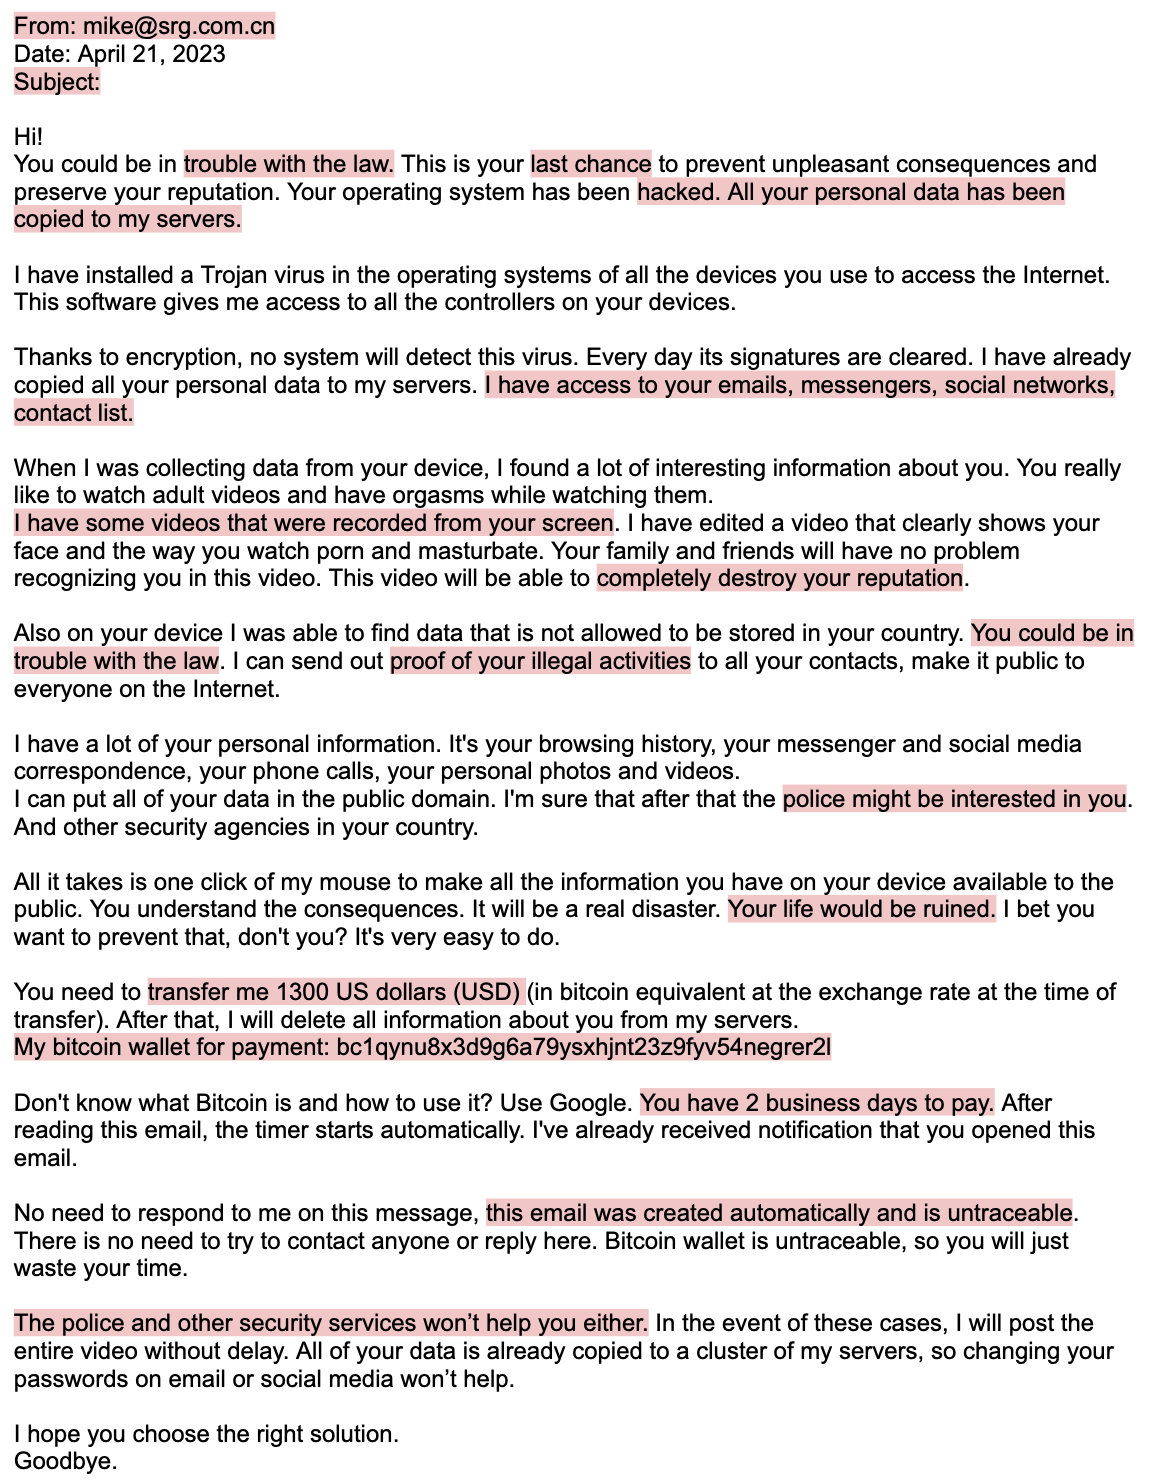 From: mike@srg.com.cn
Date: April 21, 2023
Subject:
Hi!
You could be in trouble with the law. This is your last chance to prevent unpleasant consequences and
preserve your reputation. Your operating system has been hacked. All your personal data has been
copied to my servers.
I have installed a Trojan virus in the operating systems of all the devices you use to access the Internet.
This software gives me access to all the controllers on your devices.
Thanks to encryption, no system will detect this virus. Every day its signatures are cleared. I have already
copied all your personal data to my servers. I have access to your emails, messengers, social networks,
contact list.
When I was collecting data from your device, I found a lot of interesting information about you. You really
like to watch adult videos and have orgasms while watching them.
I have some videos that were recorded from your screen. I have edited a video that clearly shows your
face and the way you watch porn and masturbate. Your family and friends will have no problem
recognizing you in this video. This video will be able to completely destroy your reputation.
Also on your device I was able to find data that is not allowed to be stored in your country. You could be in
trouble with the law. I can send out proof of your illegal activities to all your contacts, make it public to
everyone on the Internet.
I have a lot of your personal information. It's your browsing history, your messenger and social media
correspondence, your phone calls, your personal photos and videos.
I can put all of your data in the public domain. I'm sure that after that the police might be interested in you.
And other security agencies in your country.
All it takes is one click of my mouse to make all the information you have on your device available to the
public. You understand the consequences. It will be a real disaster. Your life would be ruined. I bet you
want to prevent that, don't you? It's very easy to do.
You need to transfer me 1300 US dollars (USD) (in bitcoin equivalent at the exchange rate at the time of
transfer). After that, I will delete all information about you from my servers.
My bitcoin wallet for payment: bc1qynu8x3d9g6a79ysxhjnt23z9fyv54negrer2l
Don't know what Bitcoin is and how to use it? Use Google. You have 2 business days to pay. After
reading this email, the timer starts automatically. I've already received notification that you opened this
email.
No need to respond to me on this message, this email was created automatically and is untraceable.
There is no need to try to contact anyone or reply here. Bitcoin wallet is untraceable, so you will just
waste your time.
The police and other security services won’t help you either. In the event of these cases, I will post the
entire video without delay. All of your data is already copied to a cluster of my servers, so changing your
passwords on email or social media won’t help.
I hope you choose the right solution.
Goodbye.